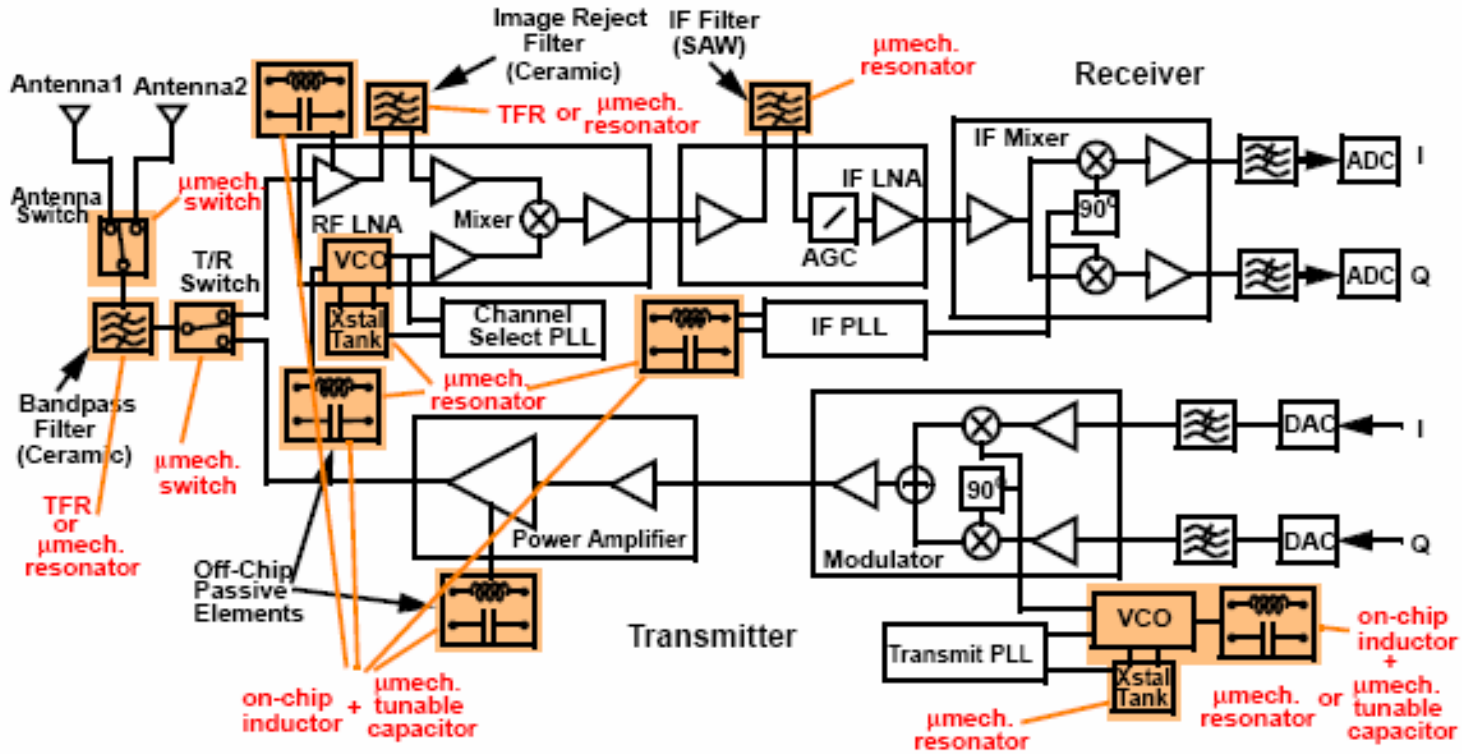 Image Reject
Filter
(Ceramic)
IF Filter
(SAW)
μmech.
resonator
Receiver
Antenna1
Antenna2
TFR or μmech.
resonator
IF Mixer
ADC
I
Antenna
Switch
μmech.
switch
RF LNA
Mixer
IF LNA
AGC
90⁰
ADC
Q
T/R
Switch
VCO
Xstal
Tank
Channel
Select PLL
IF PLL
μmech.
resonator
Bandpass
Filter
(Ceramic)
μmech.
switch
DAC
I
TFR
or
μmech.
resonator
Power Amplifier
90⁰
Modulator
DAC
Q
Off-Chip
Passive
Elements
Transmitter
Transmit PLL
VCO
Xstal
Tank
on-chip
inductor
+
μmech.
tunable
capacitor
μmech.
resonator
μmech.
resonator
or
on-chip
inductor
+
μmech.
tunable
capacitor